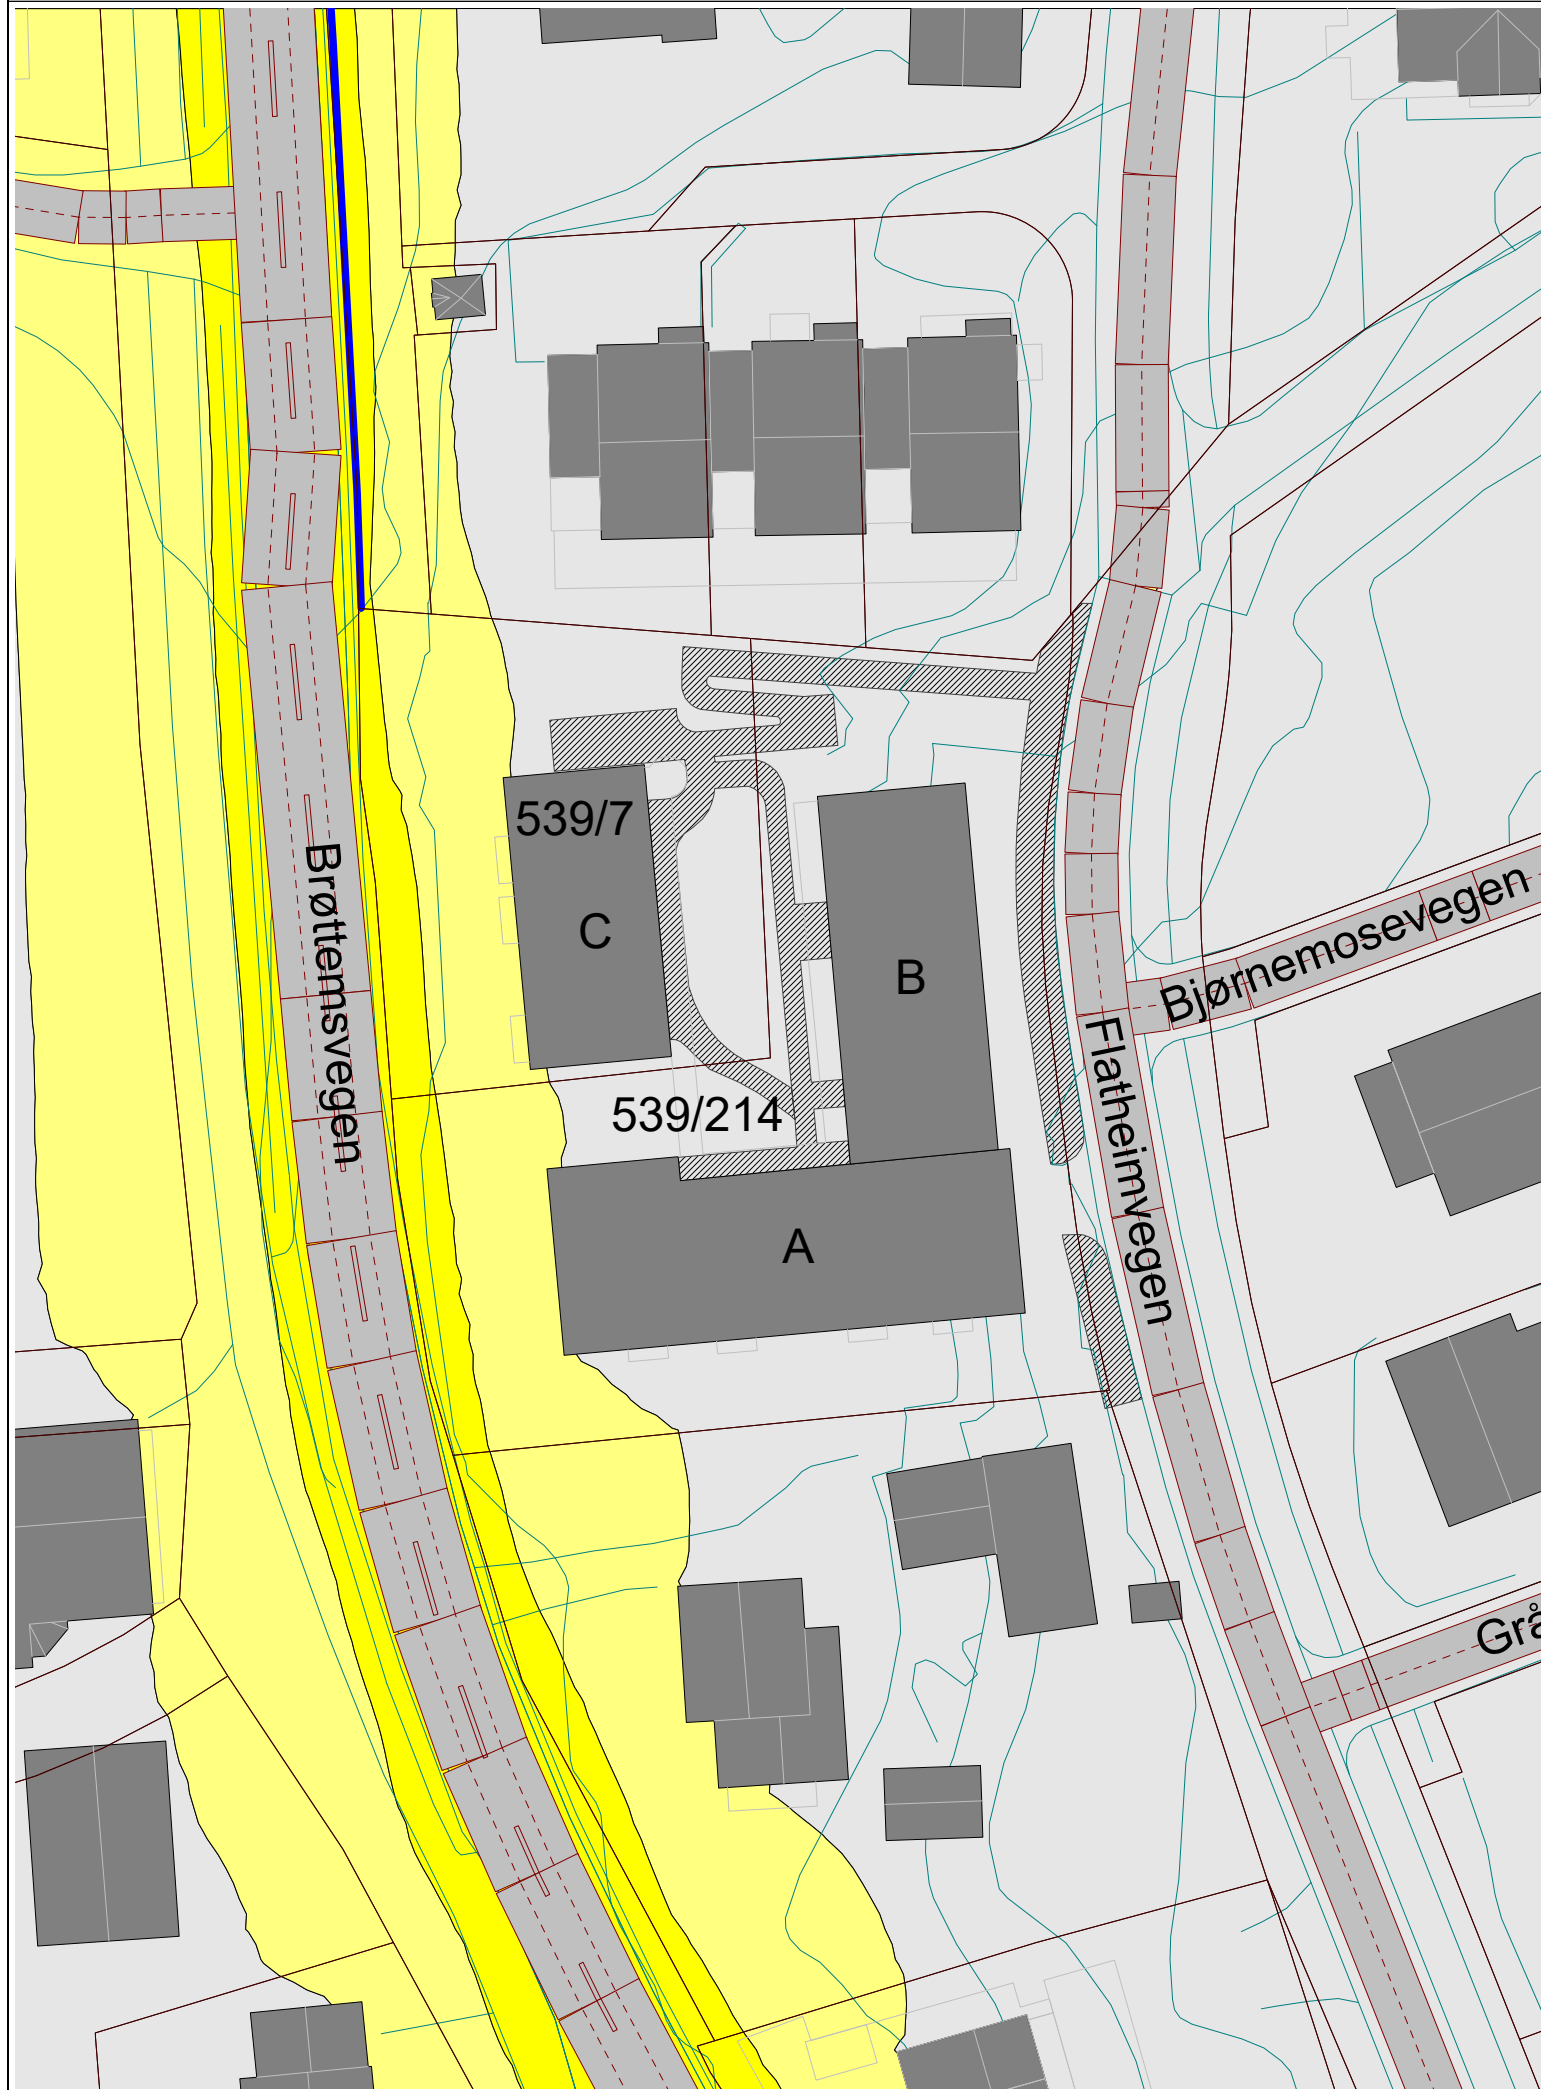 539/7
Brøttemsvegen
C
B
Bjørnemosevegen
Flatheimvegen
539/214
A
Grå